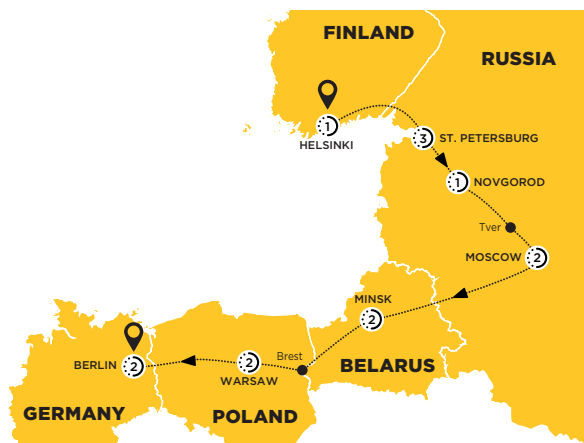 FINLAND
RUSSIA
1
HELSINKI
3
ST. PETERSBURG
1
NOVGOROD
Tver
MOSCOW
2
MINSK
2
Brest
BELARUS
BERLIN
2
2
WARSAW
GERMANY
POLAND